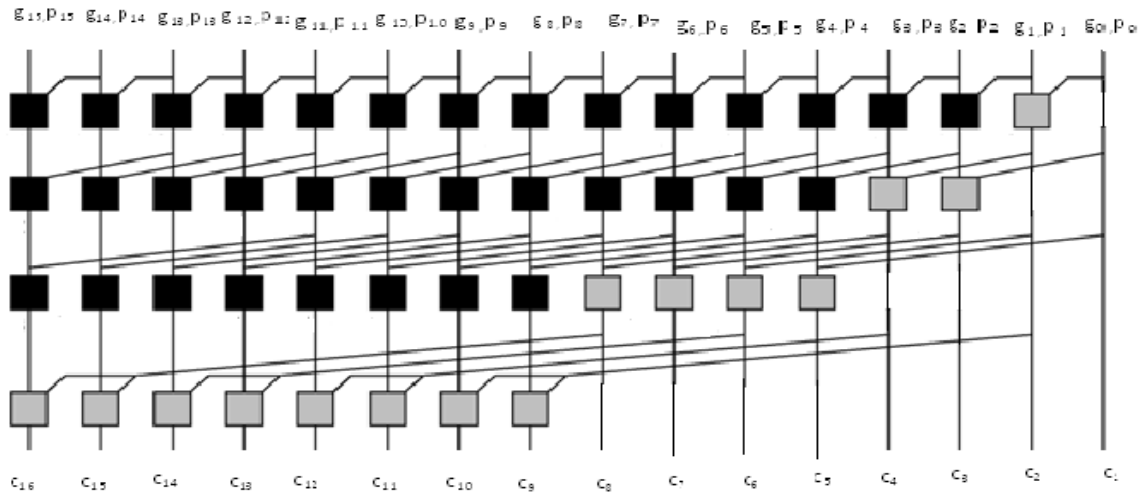 g₁₅,p₁₅ g₁₄,p₁₄ g₁₃,p₁₃ g₁₂,p₁₂ g₁₁,p₁₁ g₁₀,p₁₀ g₉,p₉ g₈,p₈ g₇,p₇ g₆,p₆ g₅,p₅ g₄,p₄ g₃,p₃ g₂,p₂ g₁,p₁ g₀,p₀
c₁₆ c₁₅ c₁₄ c₁₃ c₁₂ c₁₁ c₁₀ c₉ c₈ c₇ c₆ c₅ c₄ c₃ c₂ c₁